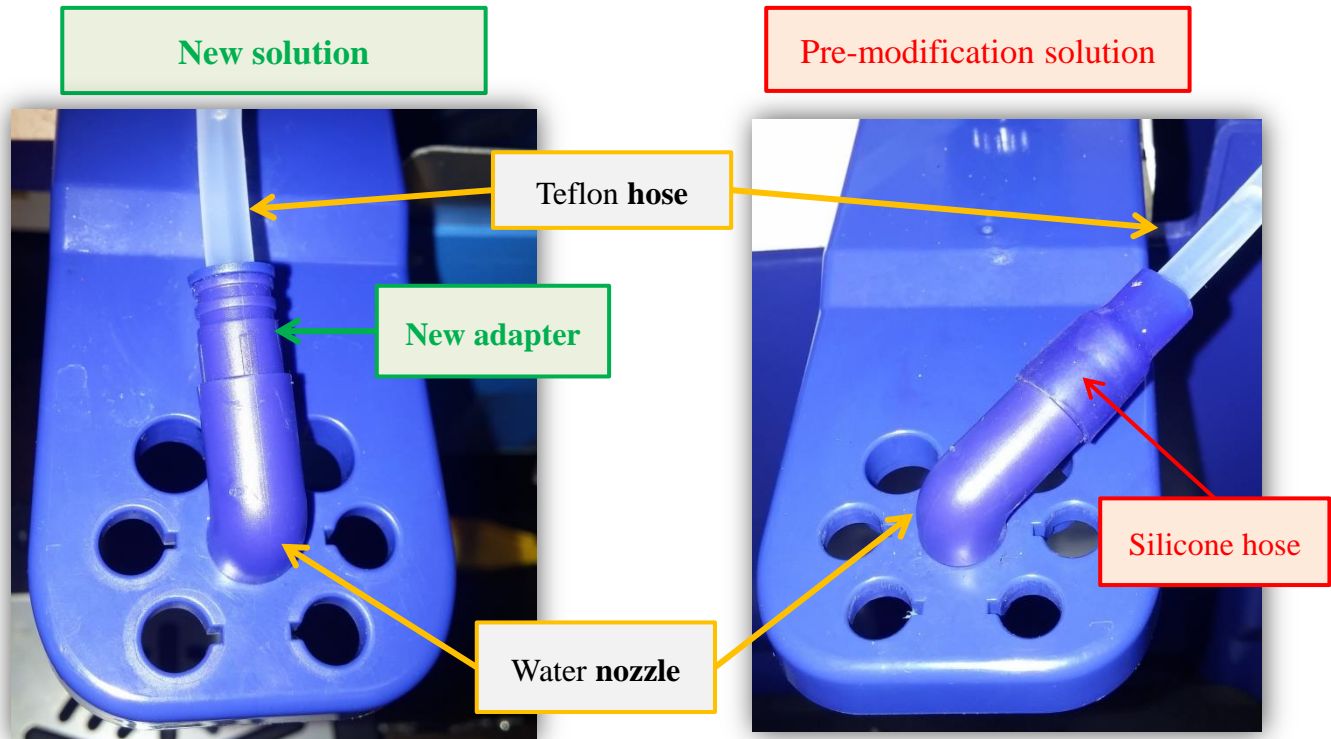 New solution
Pre-modification solution
Teflon hose
New adapter
Silicone hose
Water nozzle